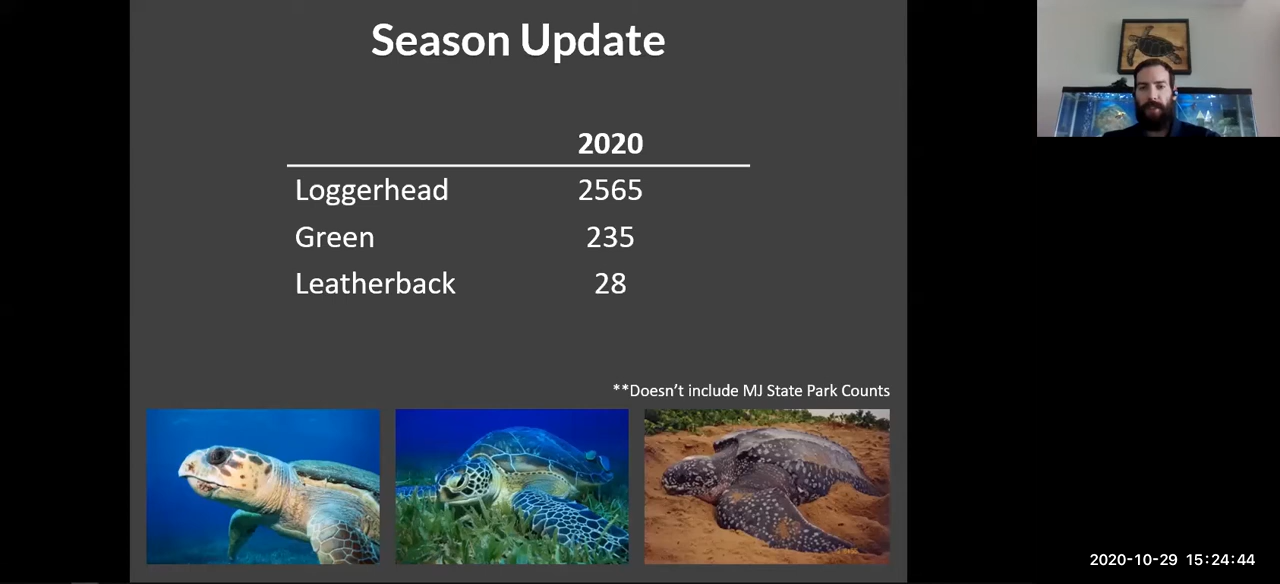 Season Update
2020
Loggerhead 2565
Green 235
Leatherback 28
**Doesn't include MJ State Park Counts
2020-10-29 15:24:44